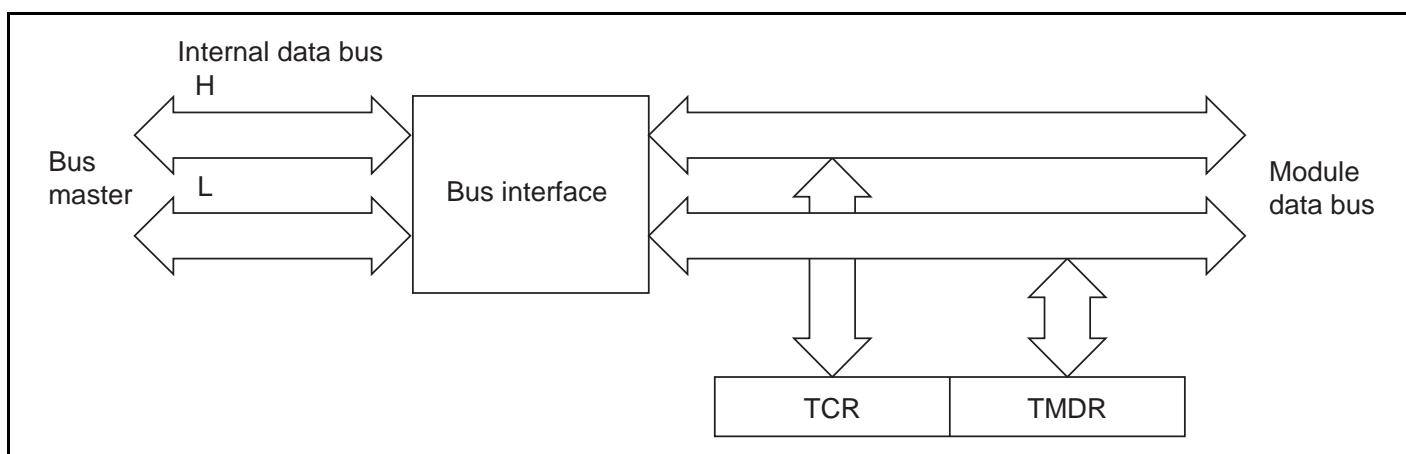 Internal data bus
H
Bus
master
L
Bus interface
Module
data bus
TCR
TMDR